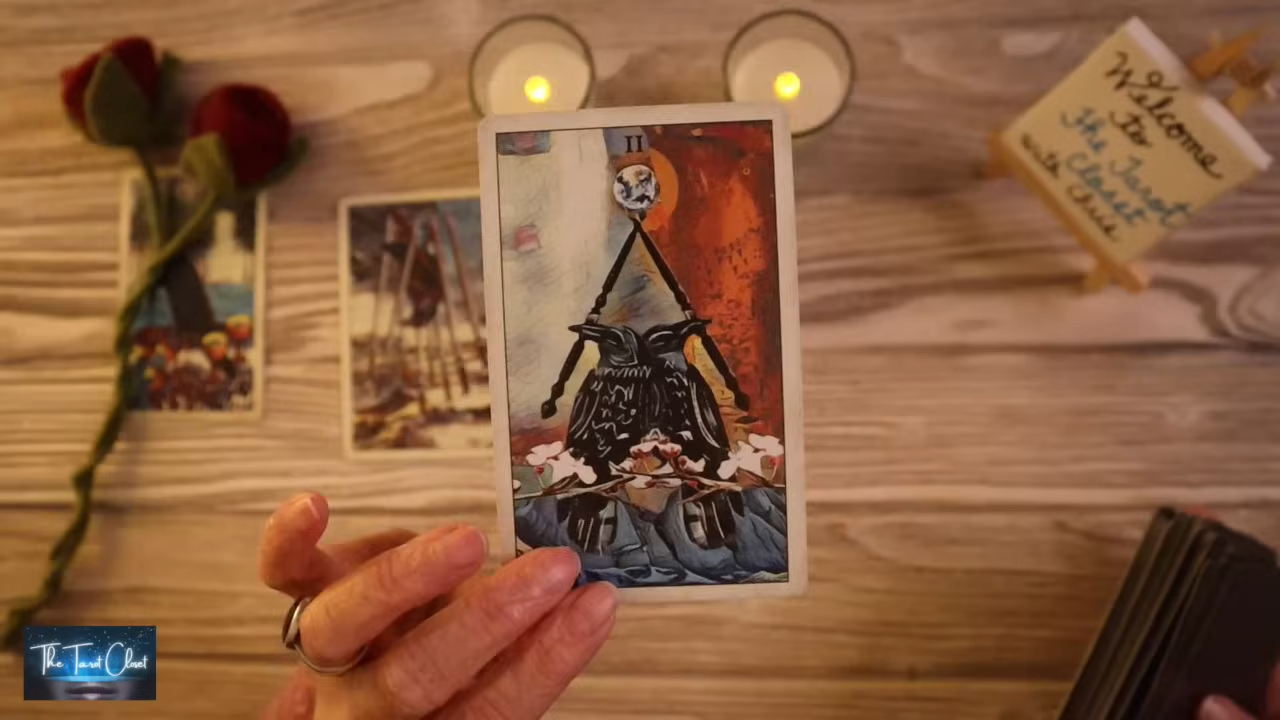 II
Welcome
to
The Tarot
Closet
with Chris
The Tarot Closet